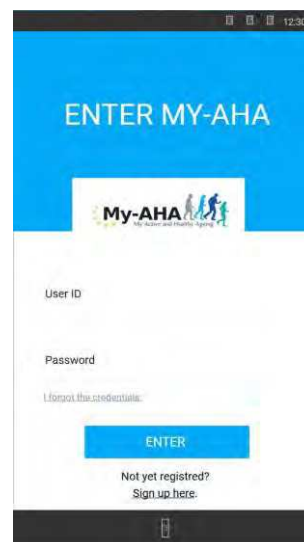 12:30
ENTER MY-AHA
My-AHA
My Active and Healthy Ageing
User ID
Password
I forgot the credentials.
ENTER
Not yet registred?
Sign up here.